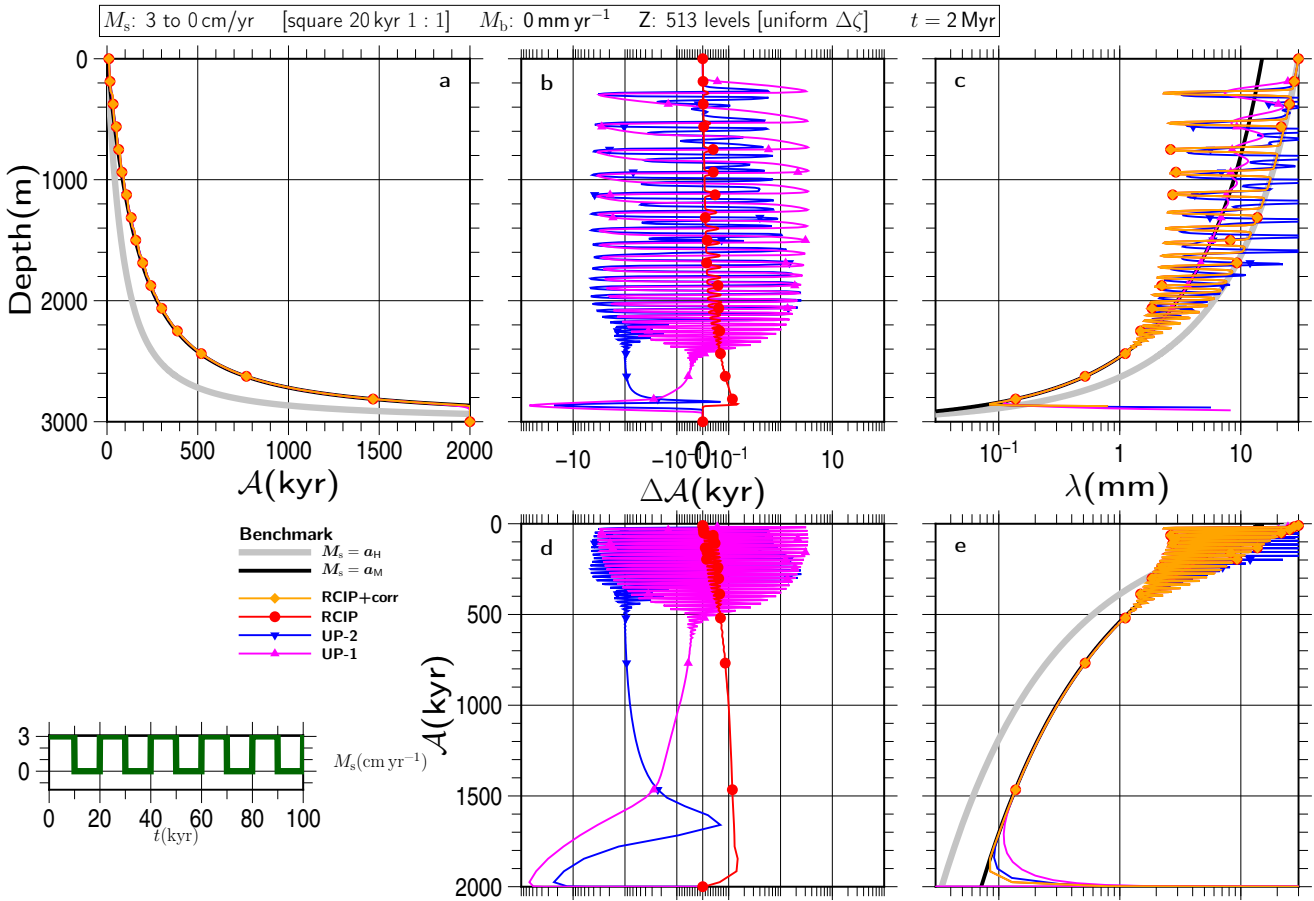 Mₛ: 3 to 0 cm/yr [square 20 kyr 1 : 1] M_b: 0 mm yr⁻¹ Z: 513 levels [uniform Δζ] t = 2 Myr
0
1000
2000
3000
Depth(m)
a
0 500 1000 1500 2000
𝒜(kyr)
b
−10 −10⁻¹ 0 10⁻¹ 10
Δ𝒜(kyr)
c
10⁻¹ 1 10
λ(mm)
Benchmark
Mₛ = a_H
Mₛ = a_M
RCIP+corr
RCIP
UP-2
UP-1
3
0
Mₛ(cm yr⁻¹)
0 20 40 60 80 100
t(kyr)
0
500
1000
1500
2000
𝒜(kyr)
d
e